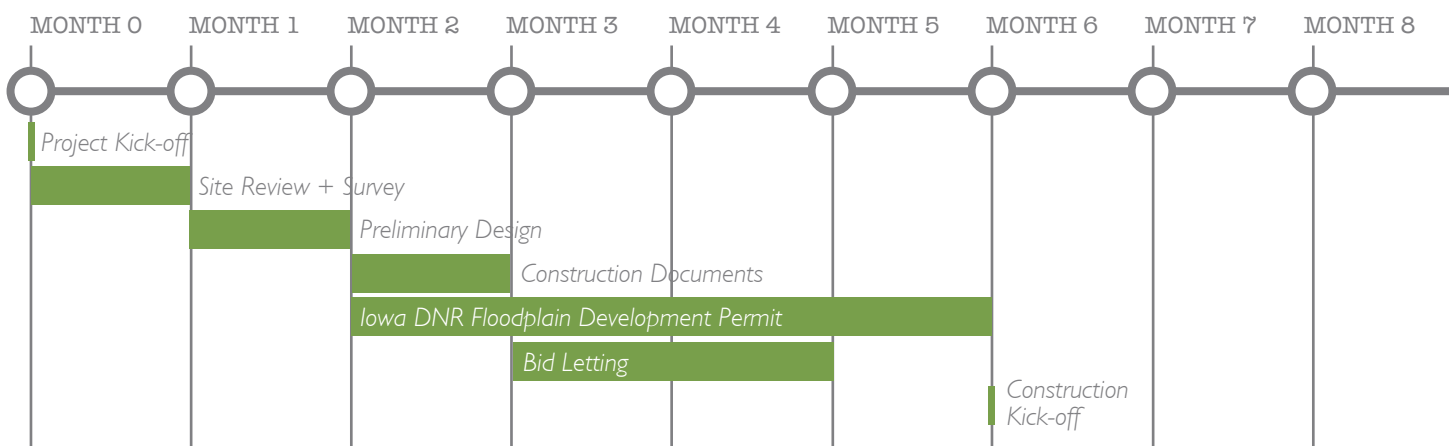 MONTH 0 MONTH 1 MONTH 2 MONTH 3 MONTH 4 MONTH 5 MONTH 6 MONTH 7 MONTH 8
Project Kick-off
Site Review + Survey
Preliminary Design
Construction Documents
Iowa DNR Floodplain Development Permit
Bid Letting
Construction
Kick-off